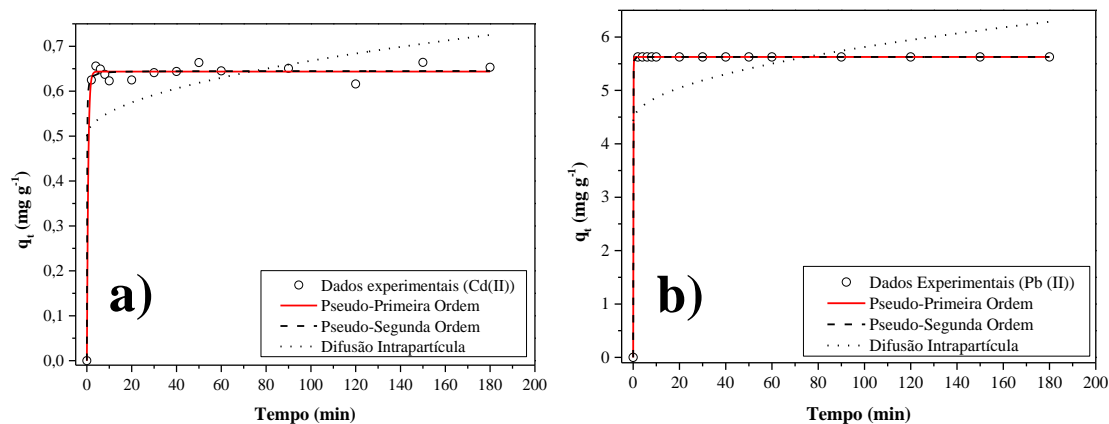 0,7
0,6
0,5
0,4
0,3
0,2
0,1
0,0
q_t (mg g⁻¹)
a)
Dados experimentais (Cd(II))
Pseudo-Primeira Ordem
Pseudo-Segunda Ordem
Difusão Intrapartícula
0 20 40 60 80 100 120 140 160 180 200
Tempo (min)
6
5
4
3
2
1
0
q_t (mg g⁻¹)
b)
Dados Experimentais (Pb (II))
Pseudo-Primeira Ordem
Pseudo-Segunda Ordem
Difusão Intrapartícula
0 20 40 60 80 100 120 140 160 180 200
Tempo (min)